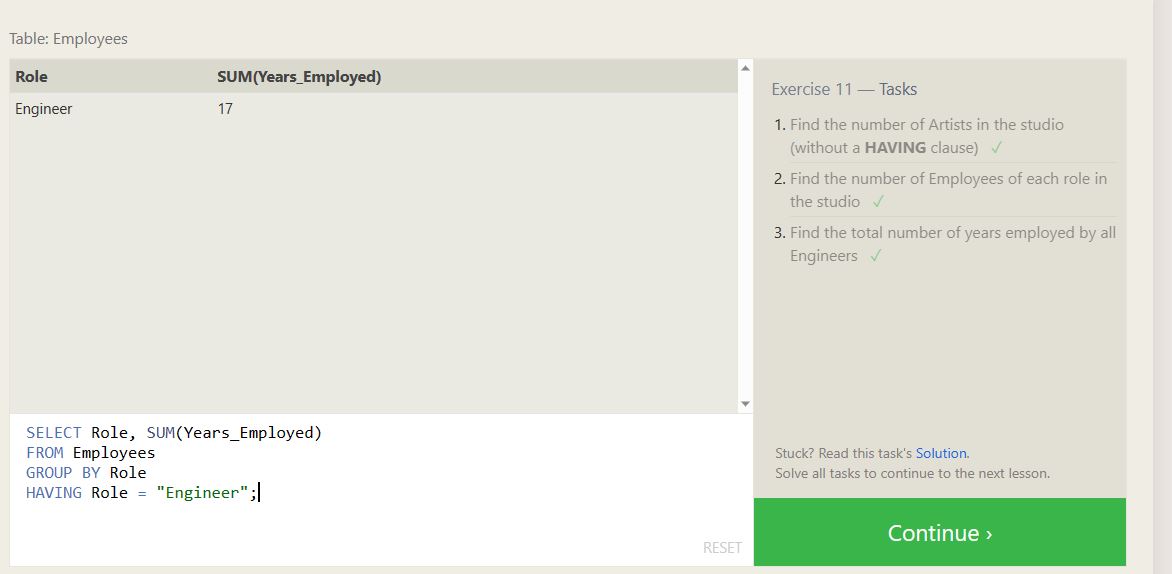 Table: Employees
Role SUM(Years_Employed)
Engineer 17
SELECT Role, SUM(Years_Employed)
FROM Employees
GROUP BY Role
HAVING Role = "Engineer";
RESET
Exercise 11 — Tasks
1. Find the number of Artists in the studio
(without a HAVING clause) ✓
2. Find the number of Employees of each role in
the studio ✓
3. Find the total number of years employed by all
Engineers ✓
Stuck? Read this task's Solution.
Solve all tasks to continue to the next lesson.
Continue ›